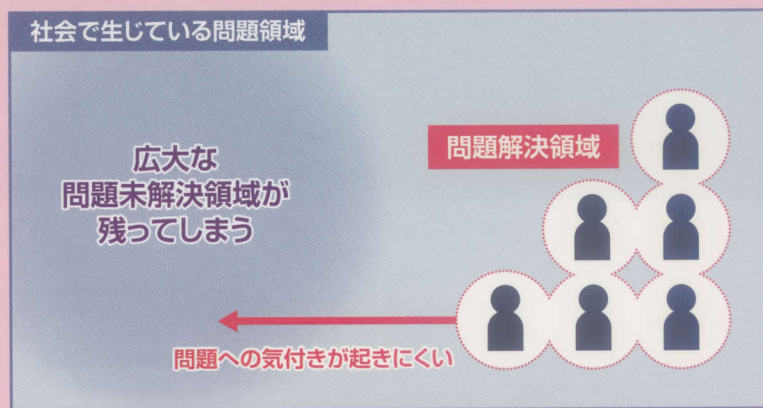 社会で生じている問題領域
問題解決領域
広大な
問題未解決領域が
残ってしまう
問題への気付きが起きにくい